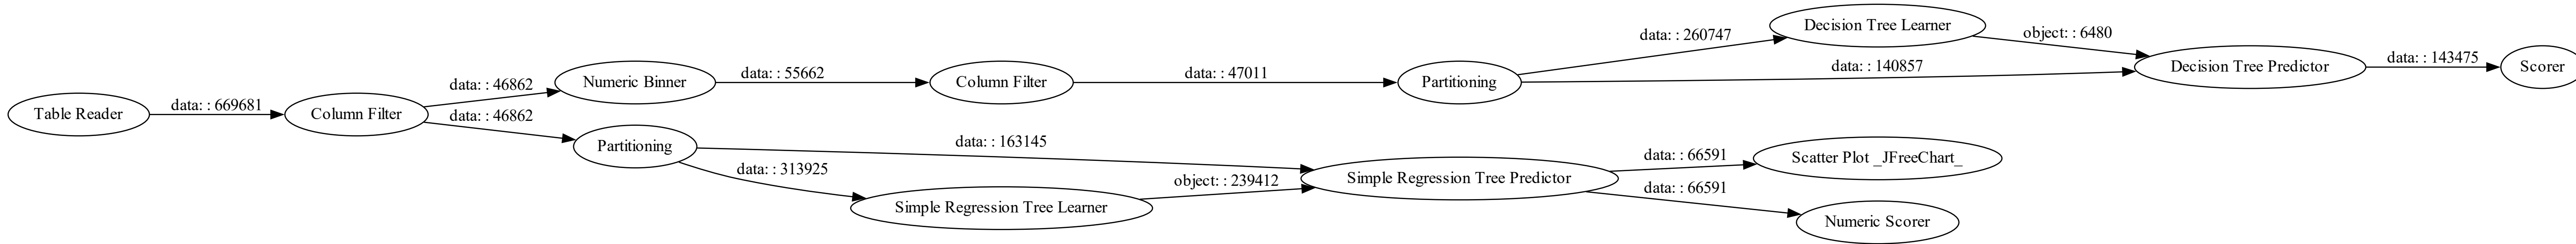 Table Reader
data: : 669681
Column Filter
data: : 46862
data: : 46862
Numeric Binner
data: : 55662
Column Filter
data: : 47011
Partitioning
data: : 260747
data: : 140857
Decision Tree Learner
object: : 6480
Decision Tree Predictor
data: : 143475
Scorer
Partitioning
data: : 163145
data: : 313925
Simple Regression Tree Learner
object: : 239412
Simple Regression Tree Predictor
data: : 66591
data: : 66591
Scatter Plot _JFreeChart_
Numeric Scorer